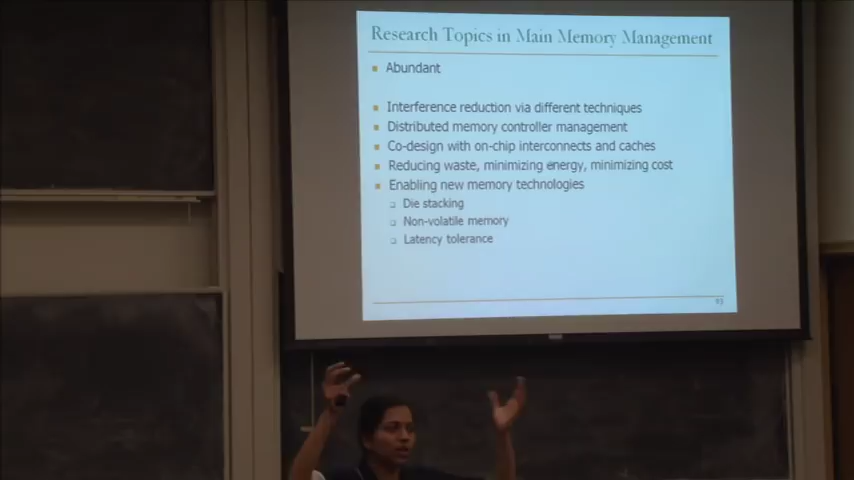 Research Topics in Main Memory Management
Abundant
Interference reduction via different techniques
Distributed memory controller management
Co-design with on-chip interconnects and caches
Reducing waste, minimizing energy, minimizing cost
Enabling new memory technologies
Die stacking
Non-volatile memory
Latency tolerance